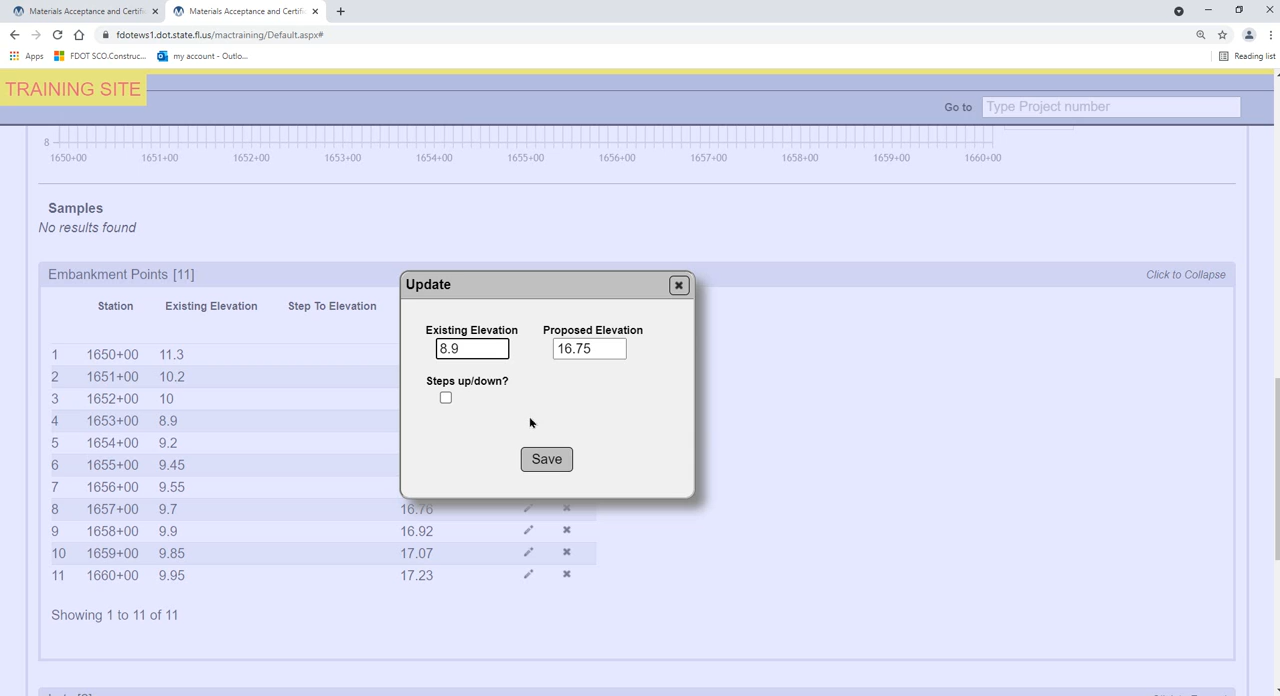 Materials Acceptance and Certifi
Materials Acceptance and Certifi
fdotews1.dot.state.fl.us/mactraining/Default.aspx#
Apps
FDOT SCO.Construc...
my account - Outlo...
Reading list
TRAINING SITE
Go to
Type Project number
8
1650+00 1651+00 1652+00 1653+00 1654+00 1655+00 1656+00 1657+00 1658+00 1659+00 1660+00
Samples
No results found
Embankment Points [11]
Click to Collapse
Station Existing Elevation Step To Elevation
1 1650+00 11.3
2 1651+00 10.2
3 1652+00 10
4 1653+00 8.9
5 1654+00 9.2
6 1655+00 9.45
7 1656+00 9.55
8 1657+00 9.7 16.76
9 1658+00 9.9 16.92
10 1659+00 9.85 17.07
11 1660+00 9.95 17.23
Showing 1 to 11 of 11
Update
Existing Elevation Proposed Elevation
8.9 16.75
Steps up/down?
Save